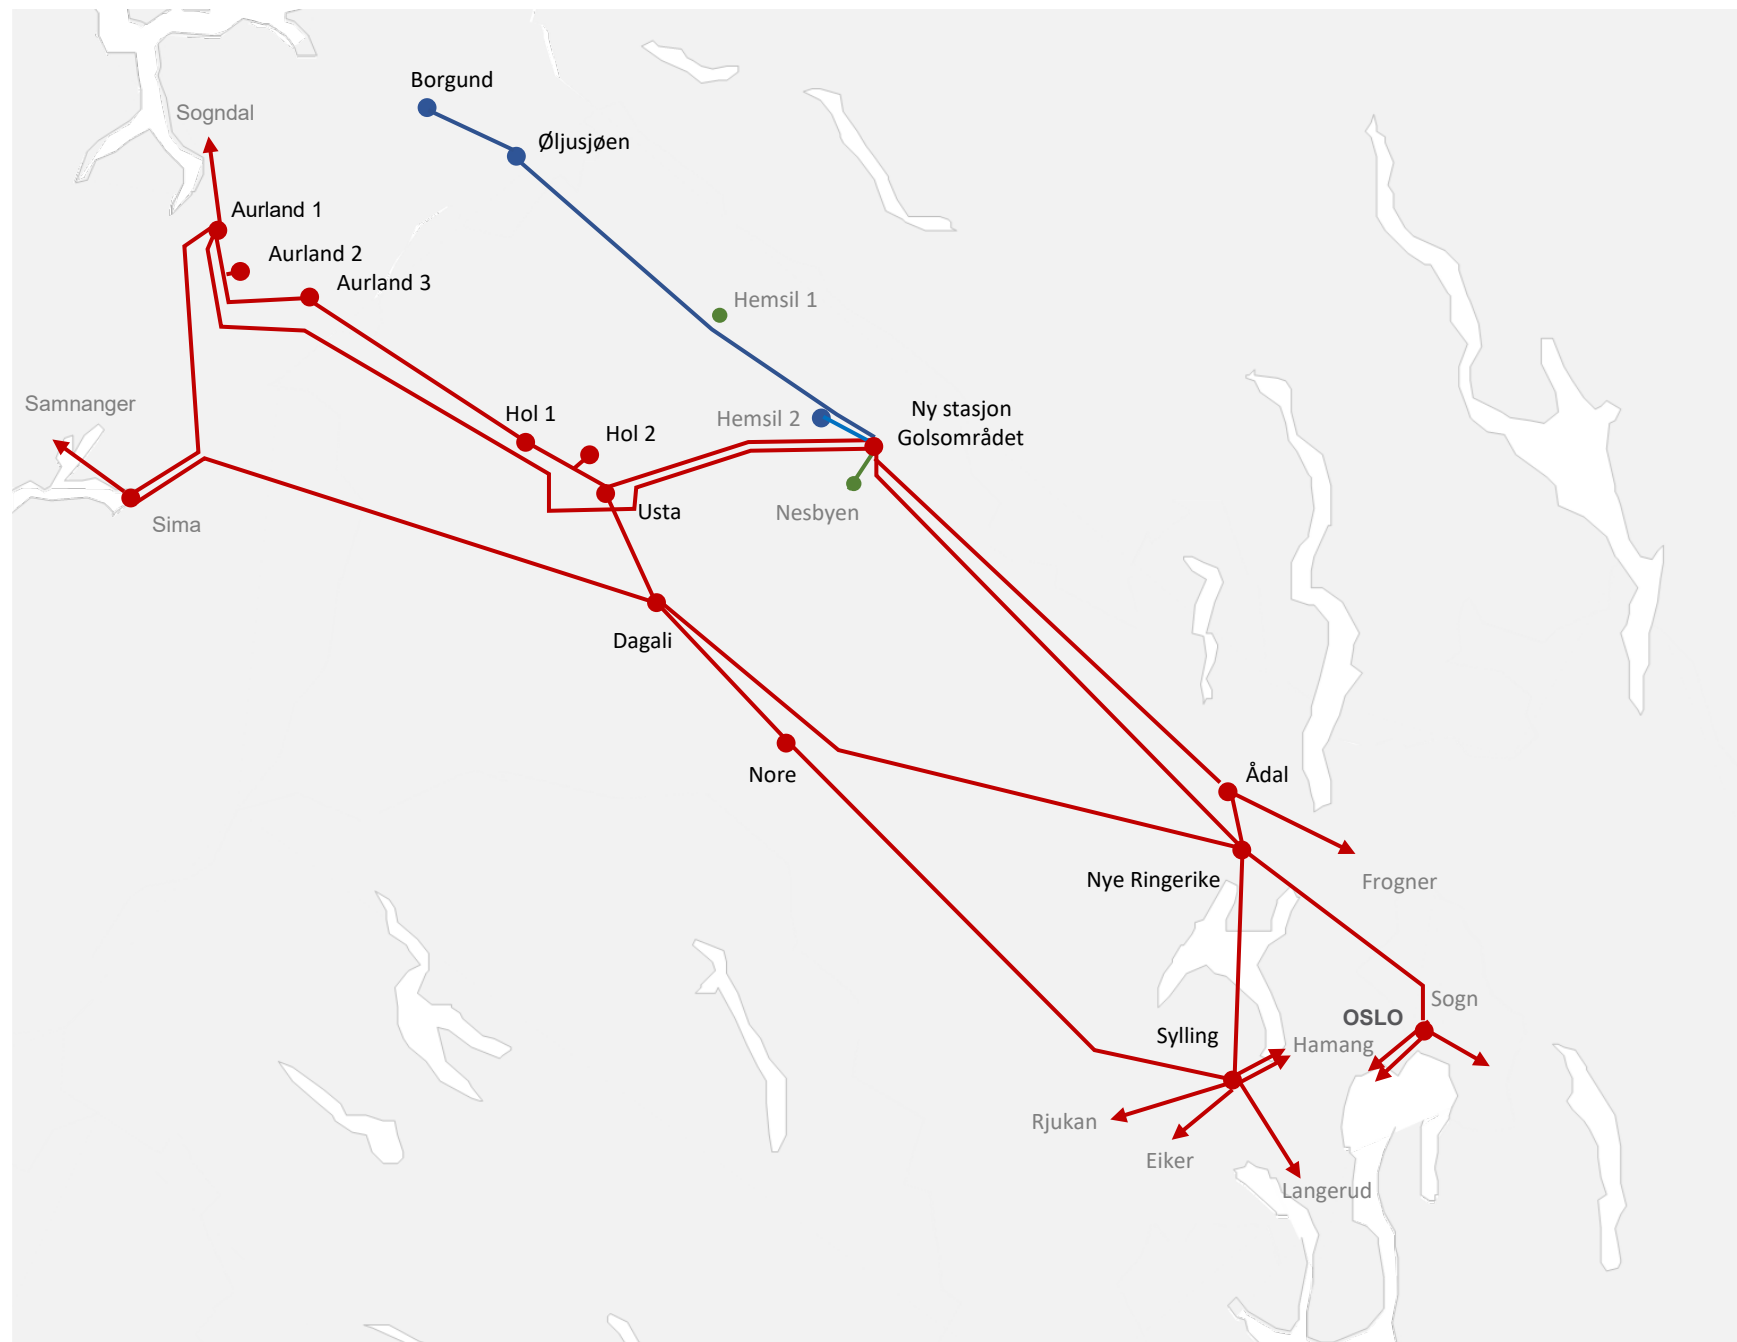 Borgund
Sogndal
Øljusjøen
Aurland 1
Aurland 2
Aurland 3
Hemsil 1
Samnanger
Hol 1
Hol 2
Hemsil 2
Ny stasjon
Golsområdet
Sima
Usta
Nesbyen
Dagali
Nore
Ådal
Nye Ringerike
Frogner
Sogn
OSLO
Sylling
Hamang
Rjukan
Eiker
Langerud